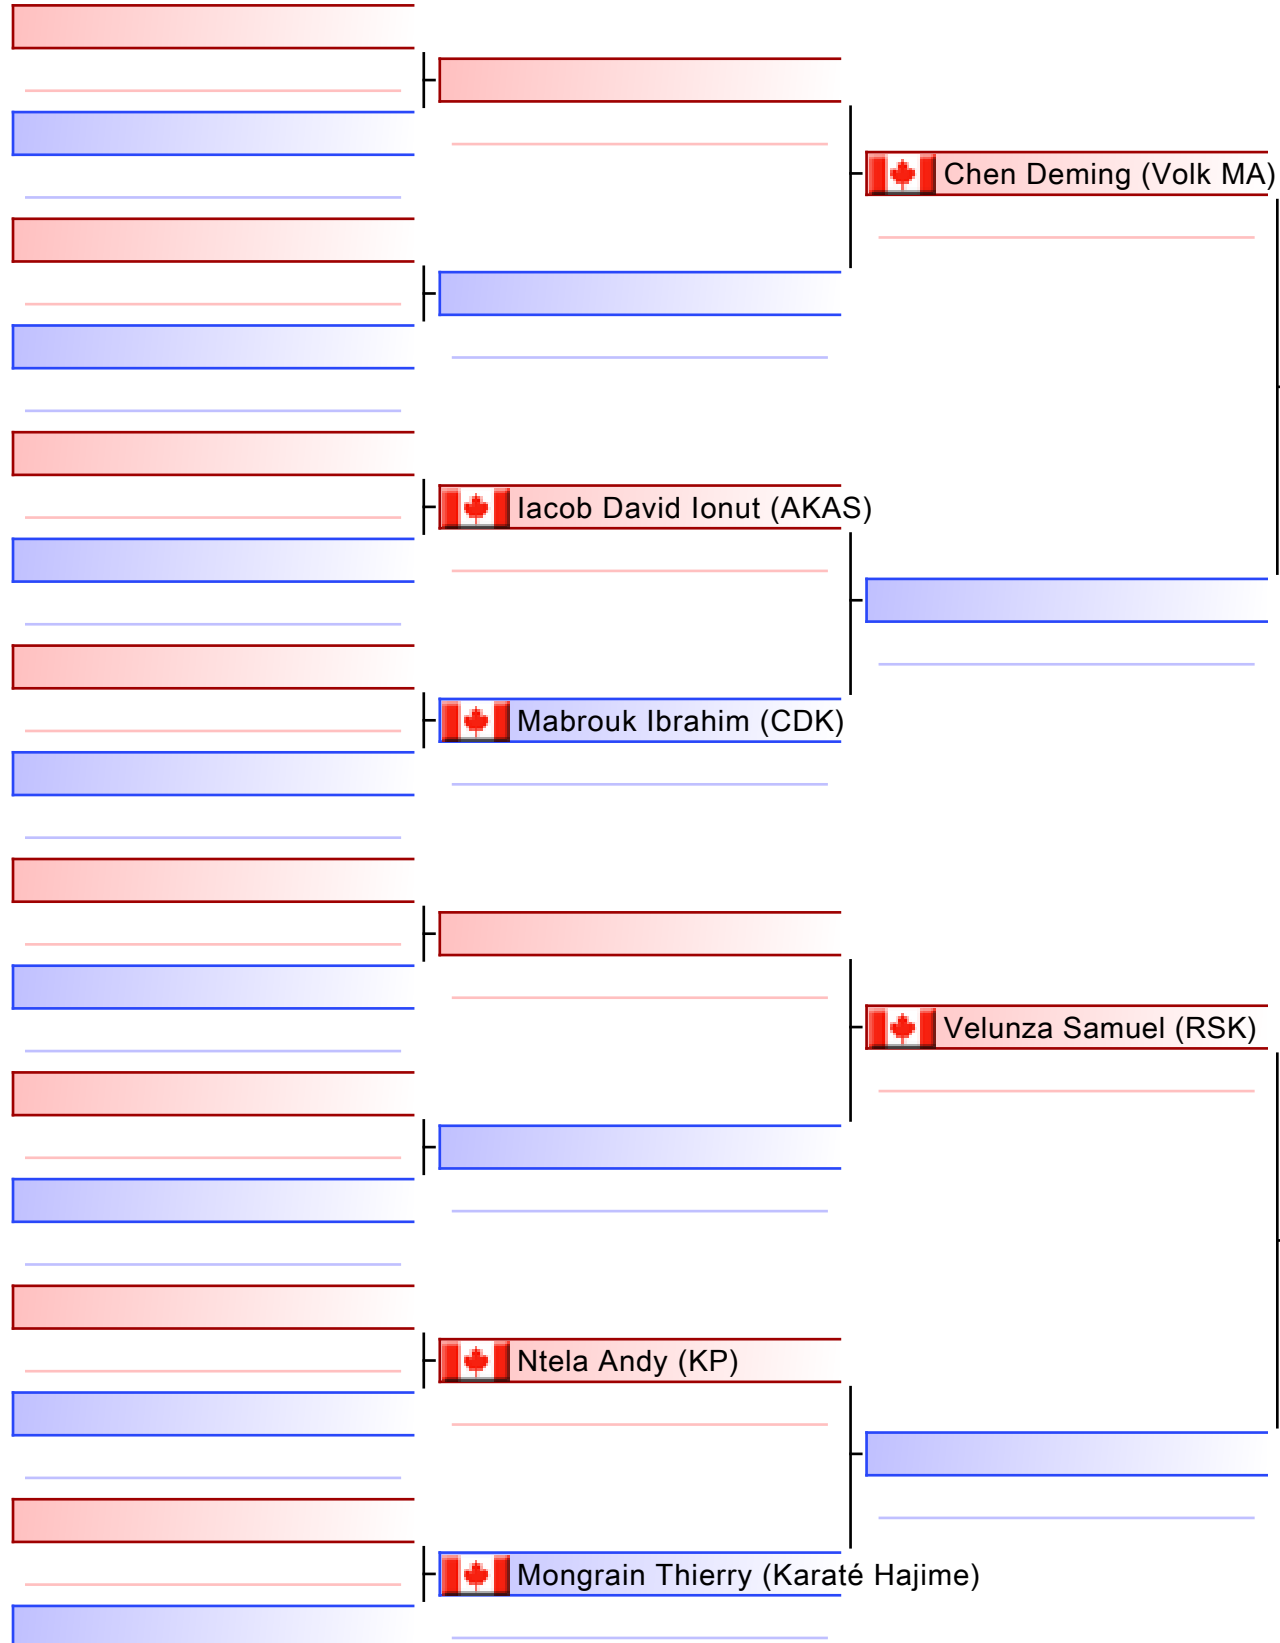 Chen Deming (Volk MA)
Iacob David Ionut (AKAS)
Mabrouk Ibrahim (CDK)
Velunza Samuel (RSK)
Ntela Andy (KP)
Mongrain Thierry (Karaté Hajime)